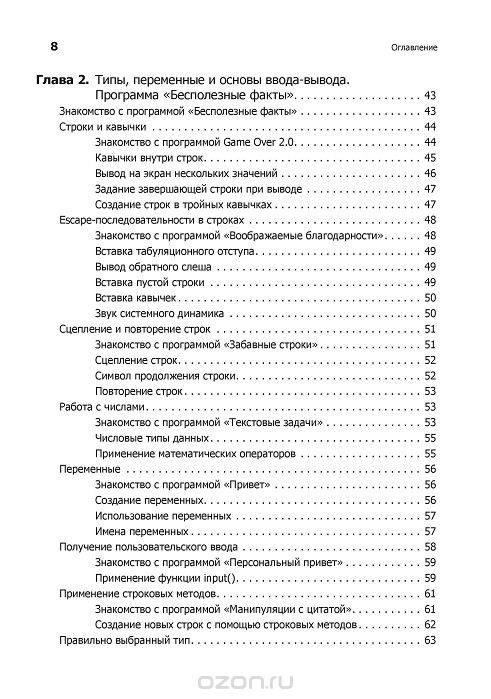 8 Оглавление
Глава 2. Типы, переменные и основы ввода-вывода.
Программа «Бесполезные факты». . . . . . . . . . . . . . . . . . . . . 43
Знакомство с программой «Бесполезные факты» . . . . . . . . . . . . . . . . . . . . 43
Строки и кавычки . . . . . . . . . . . . . . . . . . . . . . . . . . . . . . . . . . . . . . . . . . . 44
Знакомство с программой Game Over 2.0. . . . . . . . . . . . . . . . . . . . . 44
Кавычки внутри строк. . . . . . . . . . . . . . . . . . . . . . . . . . . . . . . . . . . . 45
Вывод на экран нескольких значений . . . . . . . . . . . . . . . . . . . . . . . 46
Задание завершающей строки при выводе . . . . . . . . . . . . . . . . . . . 47
Создание строк в тройных кавычках . . . . . . . . . . . . . . . . . . . . . . . . 47
Escape-последовательности в строках . . . . . . . . . . . . . . . . . . . . . . . . . . . . 48
Знакомство с программой «Воображаемые благодарности». . . . . . 48
Вставка табуляционного отступа. . . . . . . . . . . . . . . . . . . . . . . . . . . 49
Вывод обратного слеша . . . . . . . . . . . . . . . . . . . . . . . . . . . . . . . . . . 49
Вставка пустой строки . . . . . . . . . . . . . . . . . . . . . . . . . . . . . . . . . . . 49
Вставка кавычек . . . . . . . . . . . . . . . . . . . . . . . . . . . . . . . . . . . . . . . . 50
Звук системного динамика . . . . . . . . . . . . . . . . . . . . . . . . . . . . . . . 50
Сцепление и повторение строк . . . . . . . . . . . . . . . . . . . . . . . . . . . . . . . . . 51
Знакомство с программой «Забавные строки» . . . . . . . . . . . . . . . . . 51
Сцепление строк. . . . . . . . . . . . . . . . . . . . . . . . . . . . . . . . . . . . . . . . 52
Символ продолжения строки. . . . . . . . . . . . . . . . . . . . . . . . . . . . . . 52
Повторение строк . . . . . . . . . . . . . . . . . . . . . . . . . . . . . . . . . . . . . . . 53
Работа с числами. . . . . . . . . . . . . . . . . . . . . . . . . . . . . . . . . . . . . . . . . . . . 53
Знакомство с программой «Текстовые задачи» . . . . . . . . . . . . . . . . 53
Числовые типы данных. . . . . . . . . . . . . . . . . . . . . . . . . . . . . . . . . . . 55
Применение математических операторов . . . . . . . . . . . . . . . . . . . . 55
Переменные . . . . . . . . . . . . . . . . . . . . . . . . . . . . . . . . . . . . . . . . . . . . . . . 56
Знакомство с программой «Привет» . . . . . . . . . . . . . . . . . . . . . . . . 56
Создание переменных. . . . . . . . . . . . . . . . . . . . . . . . . . . . . . . . . . . . 56
Использование переменных . . . . . . . . . . . . . . . . . . . . . . . . . . . . . . 57
Имена переменных . . . . . . . . . . . . . . . . . . . . . . . . . . . . . . . . . . . . . . 57
Получение пользовательского ввода . . . . . . . . . . . . . . . . . . . . . . . . . . . . . 58
Знакомство с программой «Персональный привет» . . . . . . . . . . . . . 59
Применение функции input(). . . . . . . . . . . . . . . . . . . . . . . . . . . . . . 59
Применение строковых методов. . . . . . . . . . . . . . . . . . . . . . . . . . . . . . . . 61
Знакомство с программой «Манипуляции с цитатой». . . . . . . . . . . . 61
Создание новых строк с помощью строковых методов . . . . . . . . . . 62
Правильно выбранный тип. . . . . . . . . . . . . . . . . . . . . . . . . . . . . . . . . . . . . 63
ozon.ru